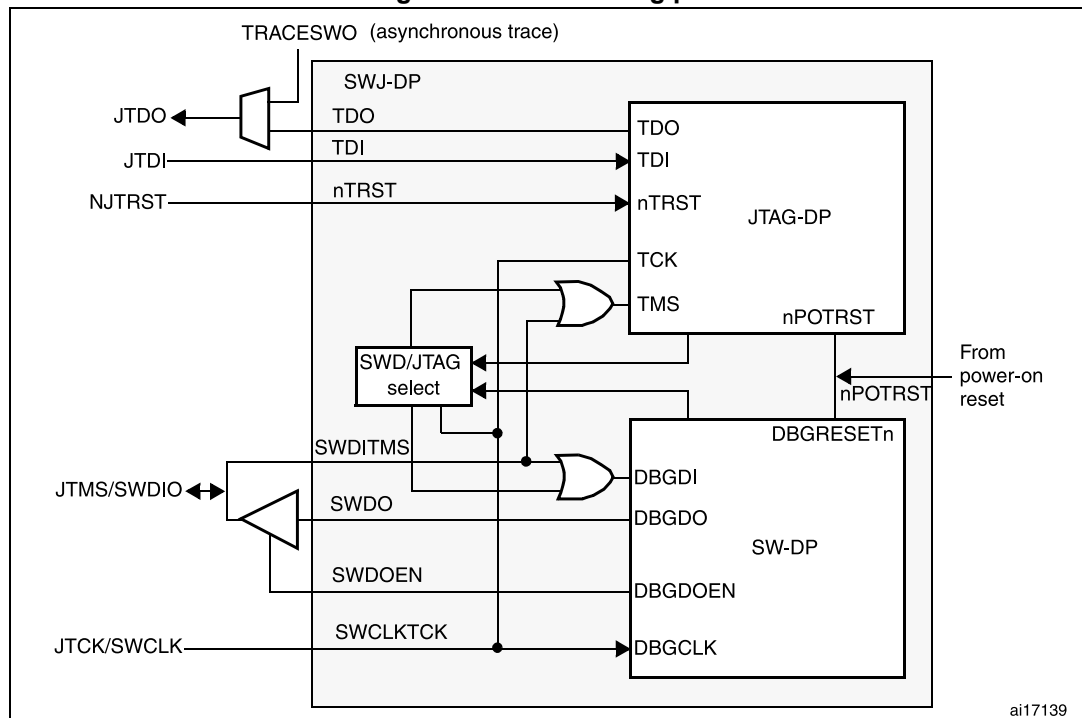 TRACESWO (asynchronous trace)
SWJ-DP
JTDO
TDO
TDO
JTDI
TDI
TDI
NJTRST
nTRST
nTRST
JTAG-DP
TCK
TMS
nPOTRST
SWD/JTAG
select
From
power-on
reset
nPOTRST
DBGRESETn
SWDITMS
DBGDI
JTMS/SWDIO
SWDO
DBGDO
SW-DP
SWDOEN
DBGDOEN
JTCK/SWCLK
SWCLKTCK
DBGCLK
ai17139